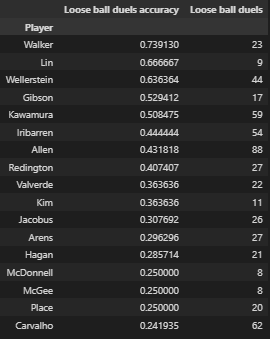 Loose ball duels accuracy Loose ball duels
Player
Walker 0.739130 23
Lin 0.666667 9
Wellerstein 0.636364 44
Gibson 0.529412 17
Kawamura 0.508475 59
Iribarren 0.444444 54
Allen 0.431818 88
Redington 0.407407 27
Valverde 0.363636 22
Kim 0.363636 11
Jacobus 0.307692 26
Arens 0.296296 27
Hagan 0.285714 21
McDonnell 0.250000 8
McGee 0.250000 8
Place 0.250000 20
Carvalho 0.241935 62